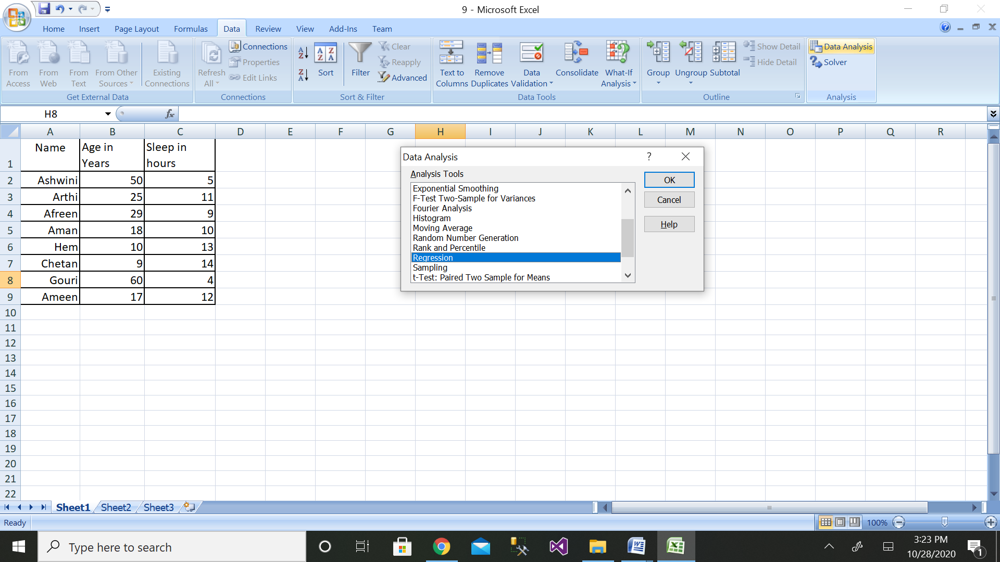 9 - Microsoft Excel
Home Insert Page Layout Formulas Data Review View Add-Ins Team
From Access
From Web
From Text
From Other Sources
Existing Connections
Get External Data
Refresh All
Connections
Properties
Edit Links
Connections
Sort
Filter
Clear
Reapply
Advanced
Sort & Filter
Text to Columns
Remove Duplicates
Data Validation
Consolidate
What-If Analysis
Data Tools
Group
Ungroup
Subtotal
Show Detail
Hide Detail
Outline
Data Analysis
Solver
Analysis
H8 fx
A B C D E F G H I J K L M N O P Q R
1 Name Age in Years Sleep in hours
2 Ashwini 50 5
3 Arthi 25 11
4 Afreen 29 9
5 Aman 18 10
6 Hem 10 13
7 Chetan 9 14
8 Gouri 60 4
9 Ameen 17 12
10
11
12
13
14
15
16
17
18
19
20
21
22
Data Analysis ?
Analysis Tools
Exponential Smoothing
F-Test Two-Sample for Variances
Fourier Analysis
Histogram
Moving Average
Random Number Generation
Rank and Percentile
Regression
Sampling
t-Test: Paired Two Sample for Means
OK
Cancel
Help
Sheet1 Sheet2 Sheet3
Ready 100%
Type here to search
3:23 PM
10/28/2020
1